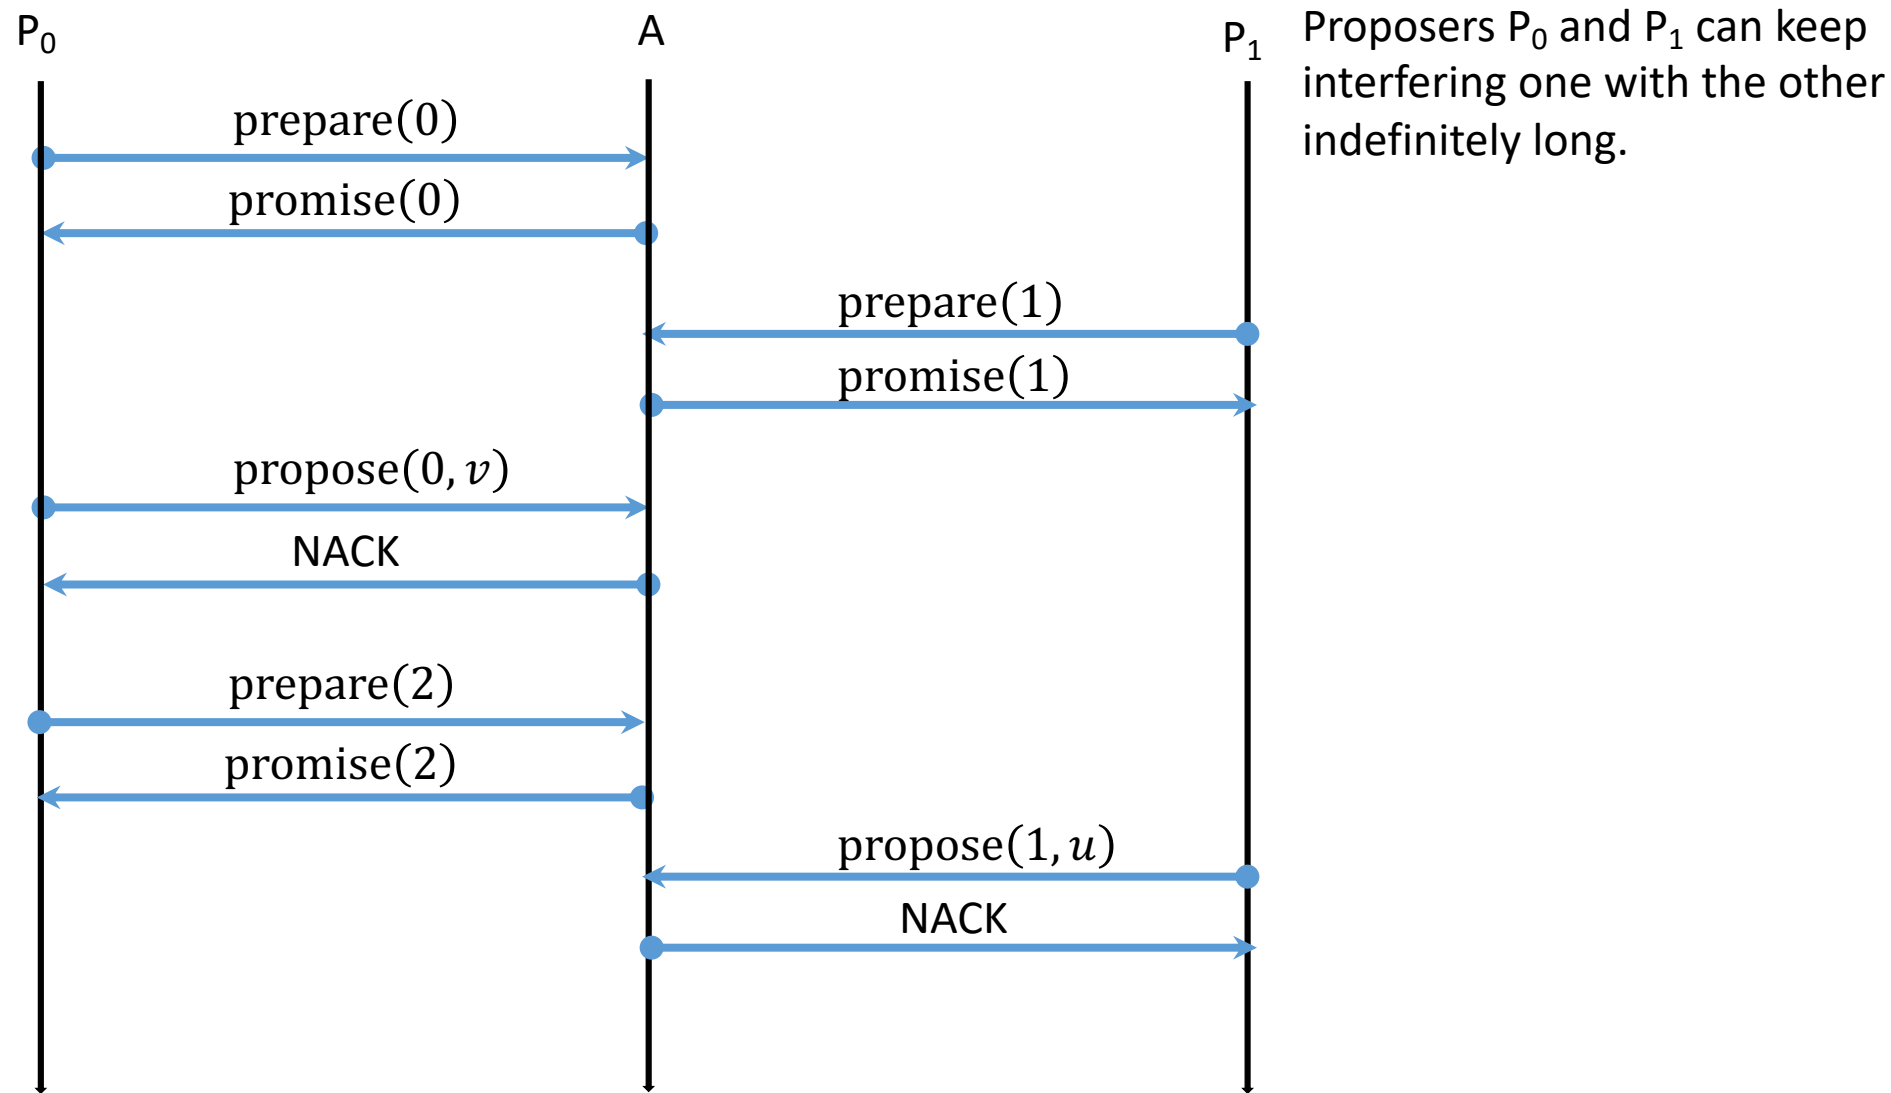 P0 A P1
Proposers P0 and P1 can keep
interfering one with the other
indefinitely long.
prepare(0)
promise(0)
prepare(1)
promise(1)
propose(0, v)
NACK
prepare(2)
promise(2)
propose(1, u)
NACK